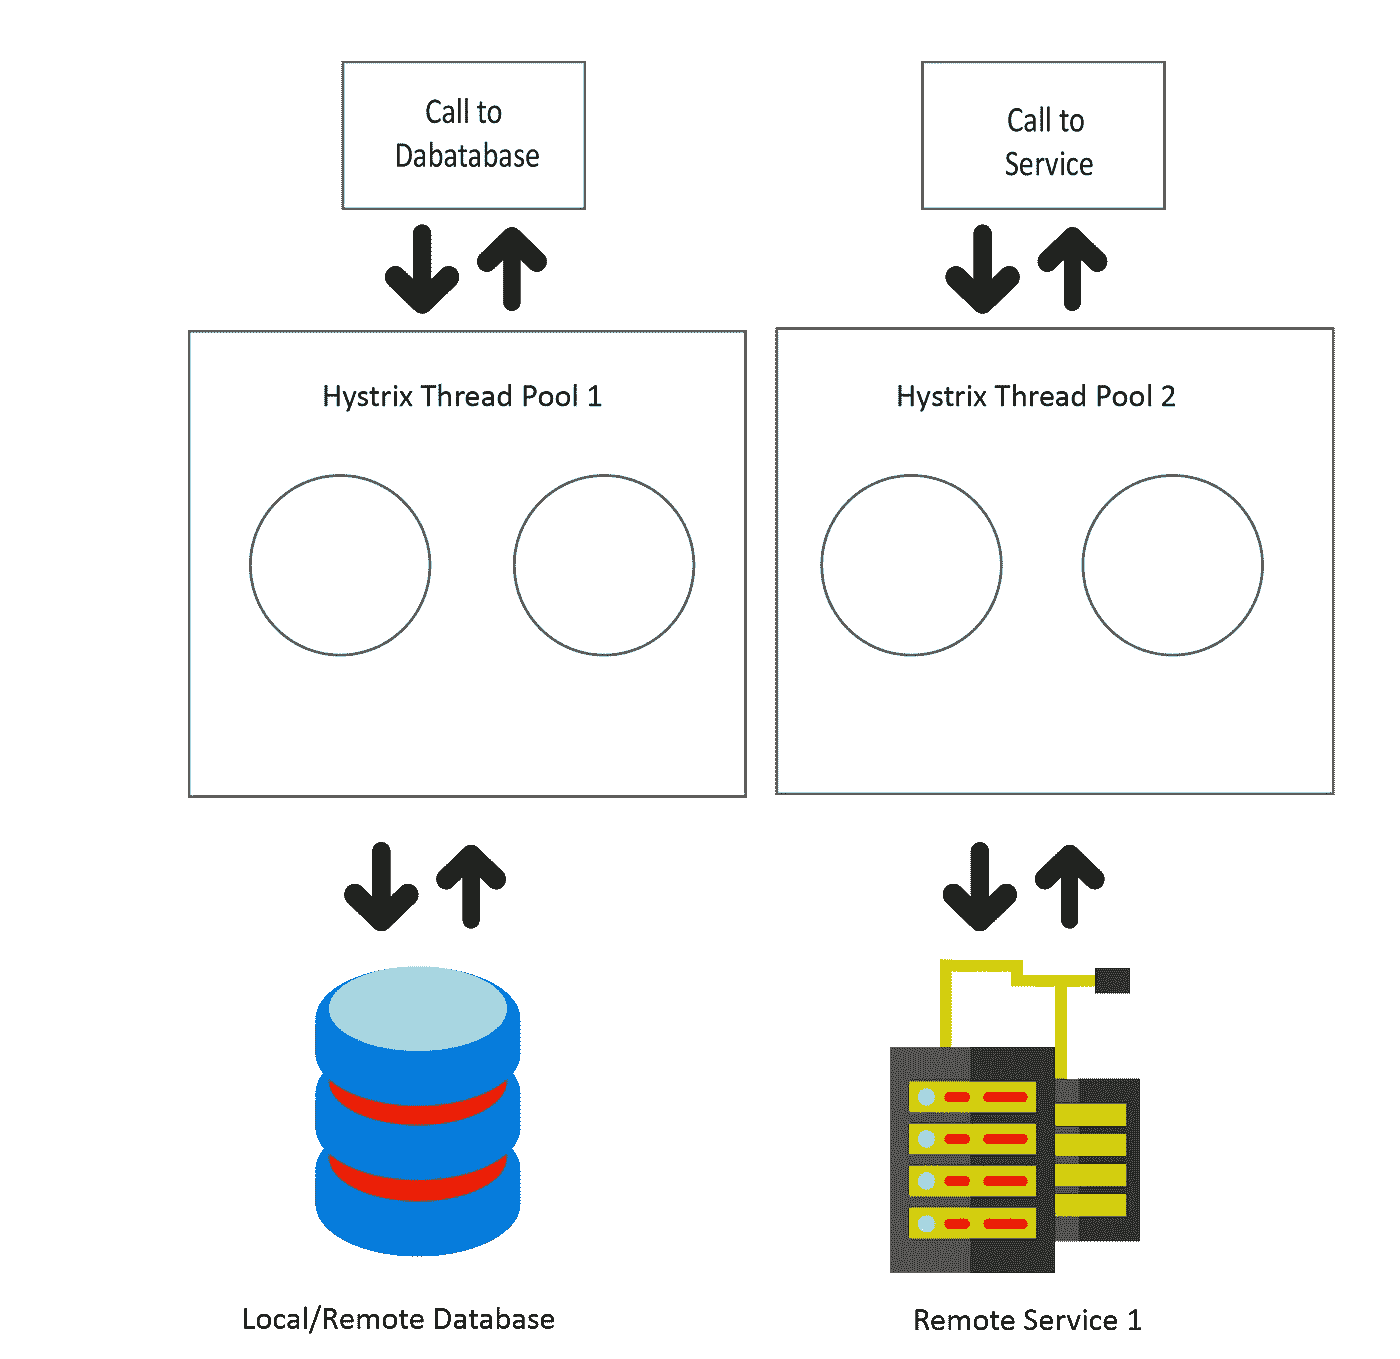 Call to
Dabatabase
Call to
Service
Hystrix Thread Pool 1
Hystrix Thread Pool 2
Local/Remote Database
Remote Service 1